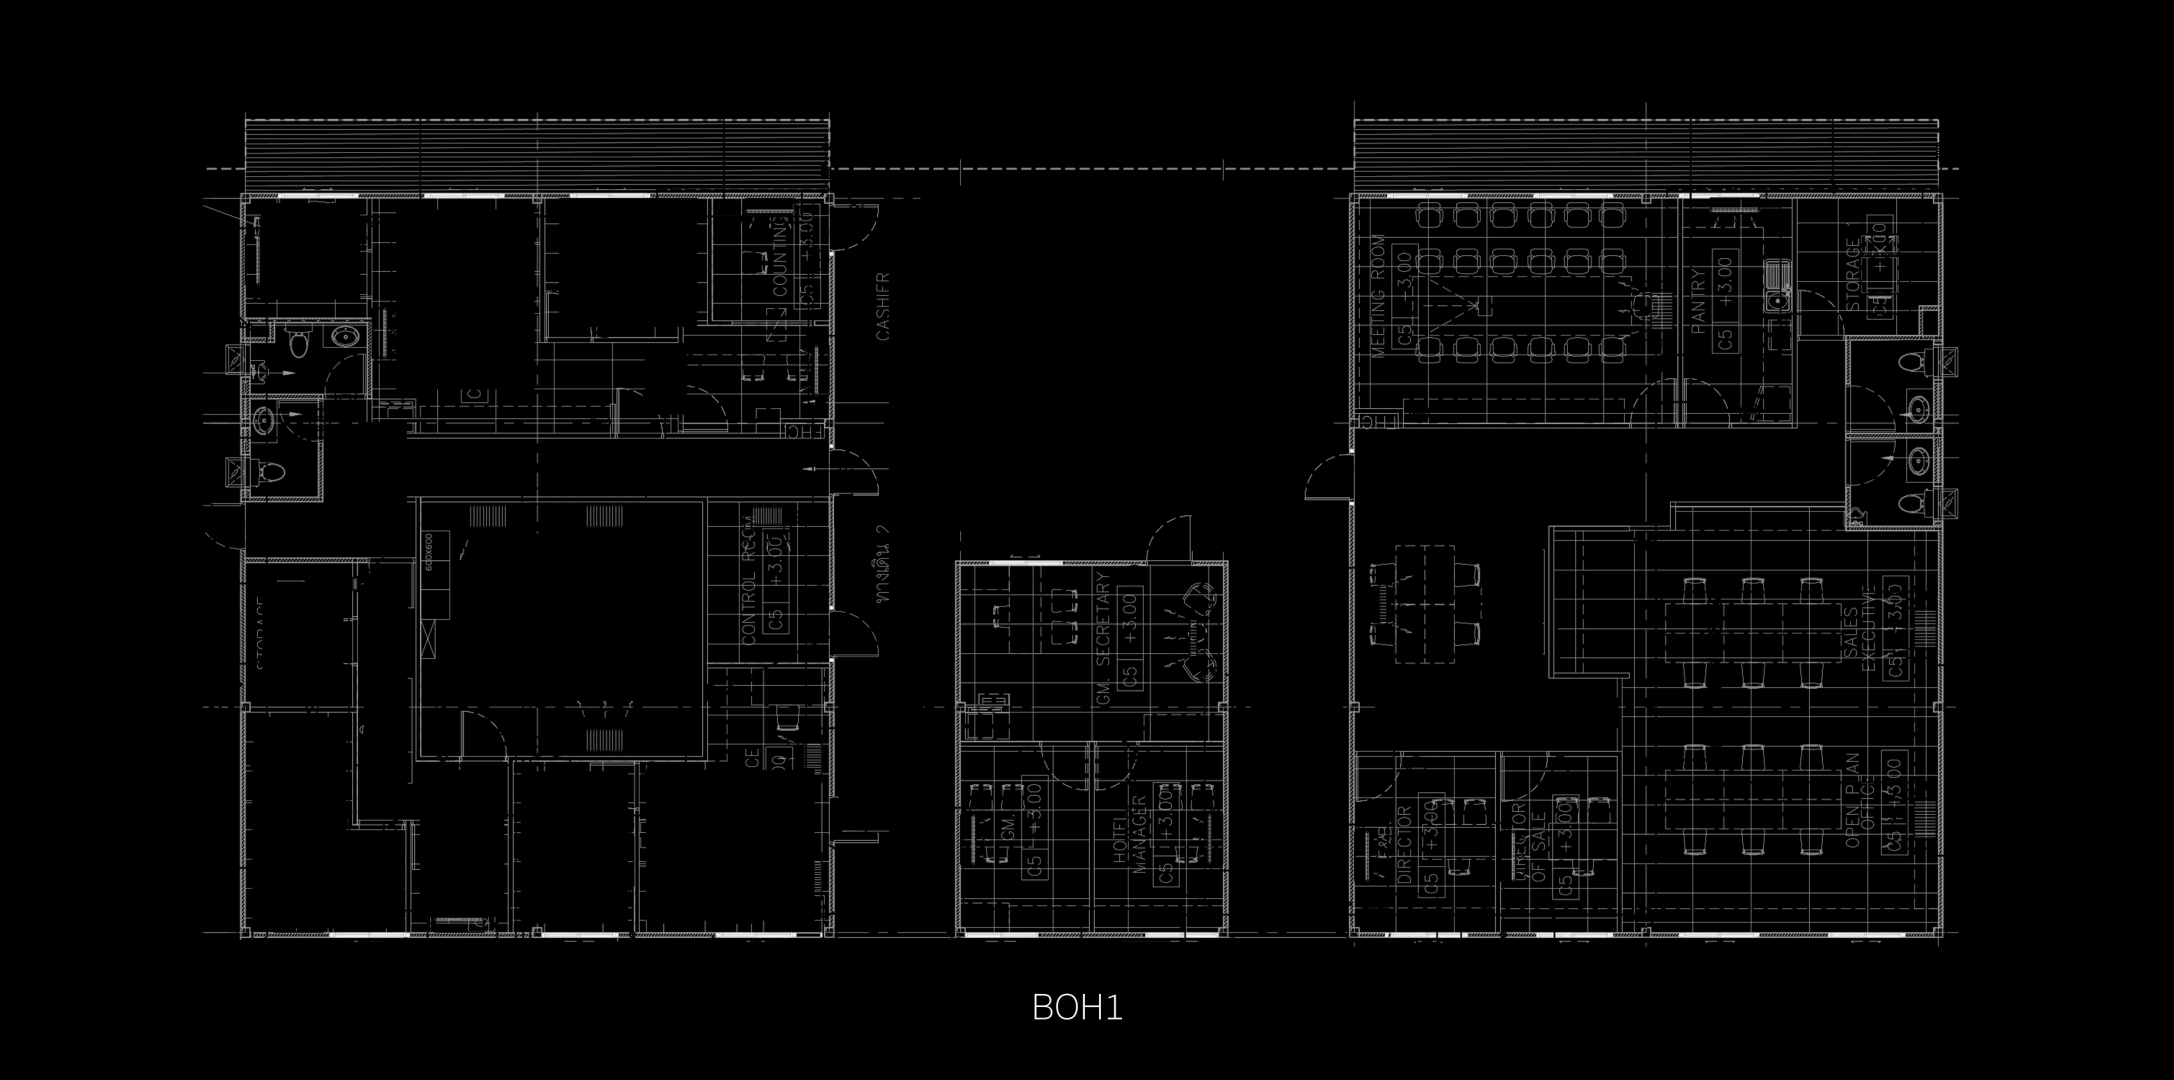 COUNTING
C5 +3.00
CASHIER
FHC
C
600X600
CONTROL ROOM
C5 +3.00
ทางเดิน 2
STORAGE
CE
GM. SECRETARY
C5 +3.00
GM.
C5 +3.00
HOTEL
MANAGER
C5 +3.00
MEETING ROOM
C5 +3.00
PANTRY
C5 +3.00
STORAGE 1
C5
FHC
SALES
EXECUTIVE
C5 +3.00
OPEN PLAN
OFFICE
C5 +3.00
DIRECTOR
C5 +3.00
DIRECTOR
OF SALE
C5 +3.00
BOH1